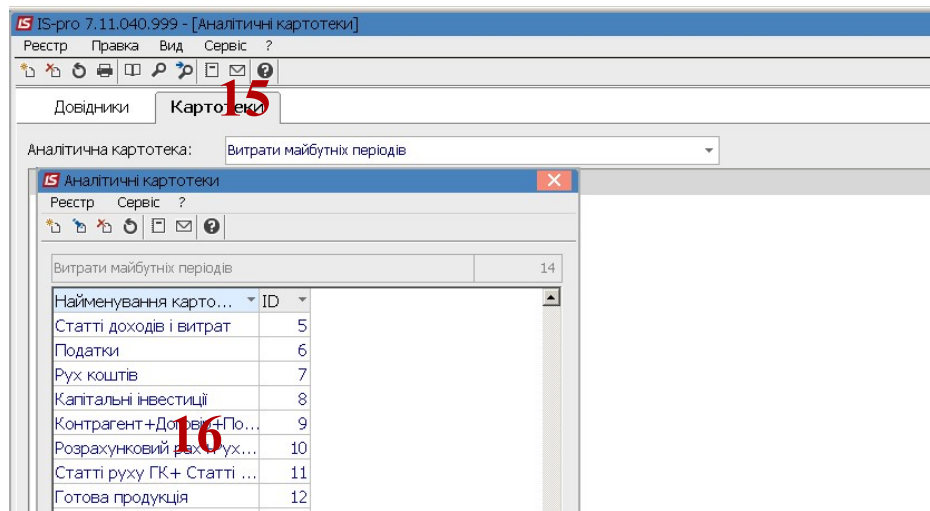 IS-pro 7.11.040.999 - [Аналітичні картотеки]
Реєстр Правка Вид Сервіс ?
15
Довідники Картотеки
Аналітична картотека: Витрати майбутніх періодів
Аналітичні картотеки
Реєстр Сервіс ?
Витрати майбутніх періодів 14
Найменування карто... ID
Статті доходів і витрат 5
Податки 6
Рух коштів 7
Капітальні інвестиції 8
Контрагент+Договір+По... 9
16
Розрахунковий рах+Рух... 10
Статті руху ГК+ Статті ... 11
Готова продукція 12